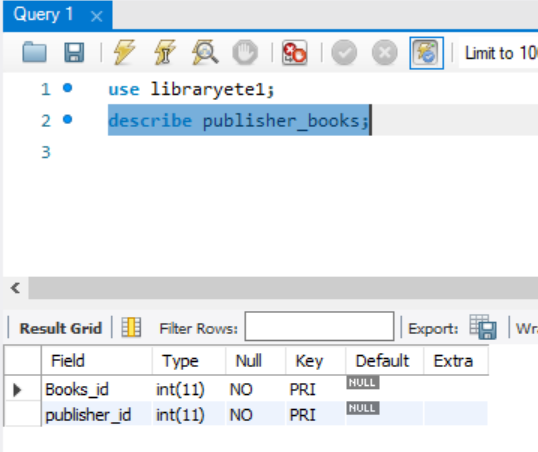 Query 1
Limit to 10
1 use libraryete1;
2 describe publisher_books;
3
Result Grid Filter Rows: Export: Wr
Field Type Null Key Default Extra
Books_id int(11) NO PRI NULL
publisher_id int(11) NO PRI NULL